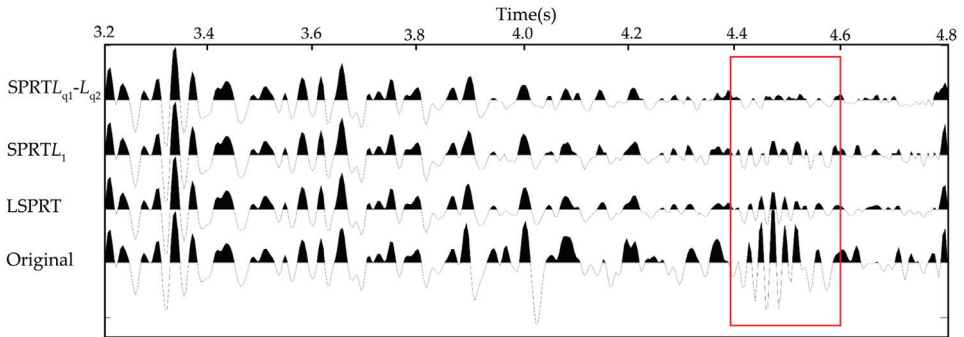 Time(s)
3.2 3.4 3.6 3.8 4.0 4.2 4.4 4.6 4.8
SPRTLq1-Lq2
SPRTL1
LSPRT
Original